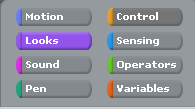 Motion
Control
Looks
Sensing
Sound
Operators
Pen
Variables